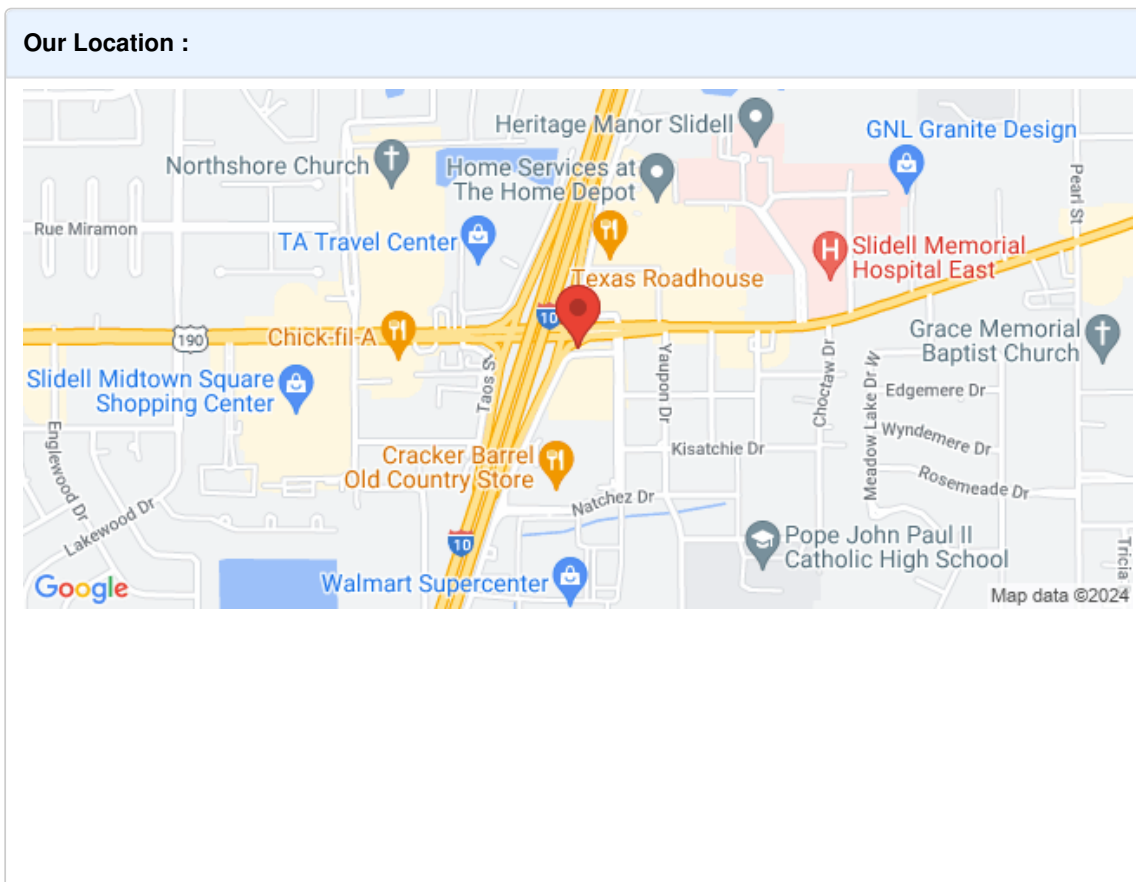 Our Location :
Heritage Manor Slidell
GNL Granite Design
Northshore Church
Home Services at
The Home Depot
Pearl St
Rue Miramon
TA Travel Center
Texas Roadhouse
Slidell Memorial
Hospital East
10
190
Chick-fil-A
Grace Memorial
Baptist Church
Slidell Midtown Square
Shopping Center
Taos S
Yaupon Dr
Choctaw Dr
Meadow Lake Dr W
Edgemere Dr
Englewood Dr
Wyndemere Dr
Kisatchie Dr
Cracker Barrel
Old Country Store
Rosemeade Dr
Natchez Dr
Lakewood Dr
10
Pope John Paul II
Catholic High School
Tricia
Walmart Supercenter
Google
Map data ©2024